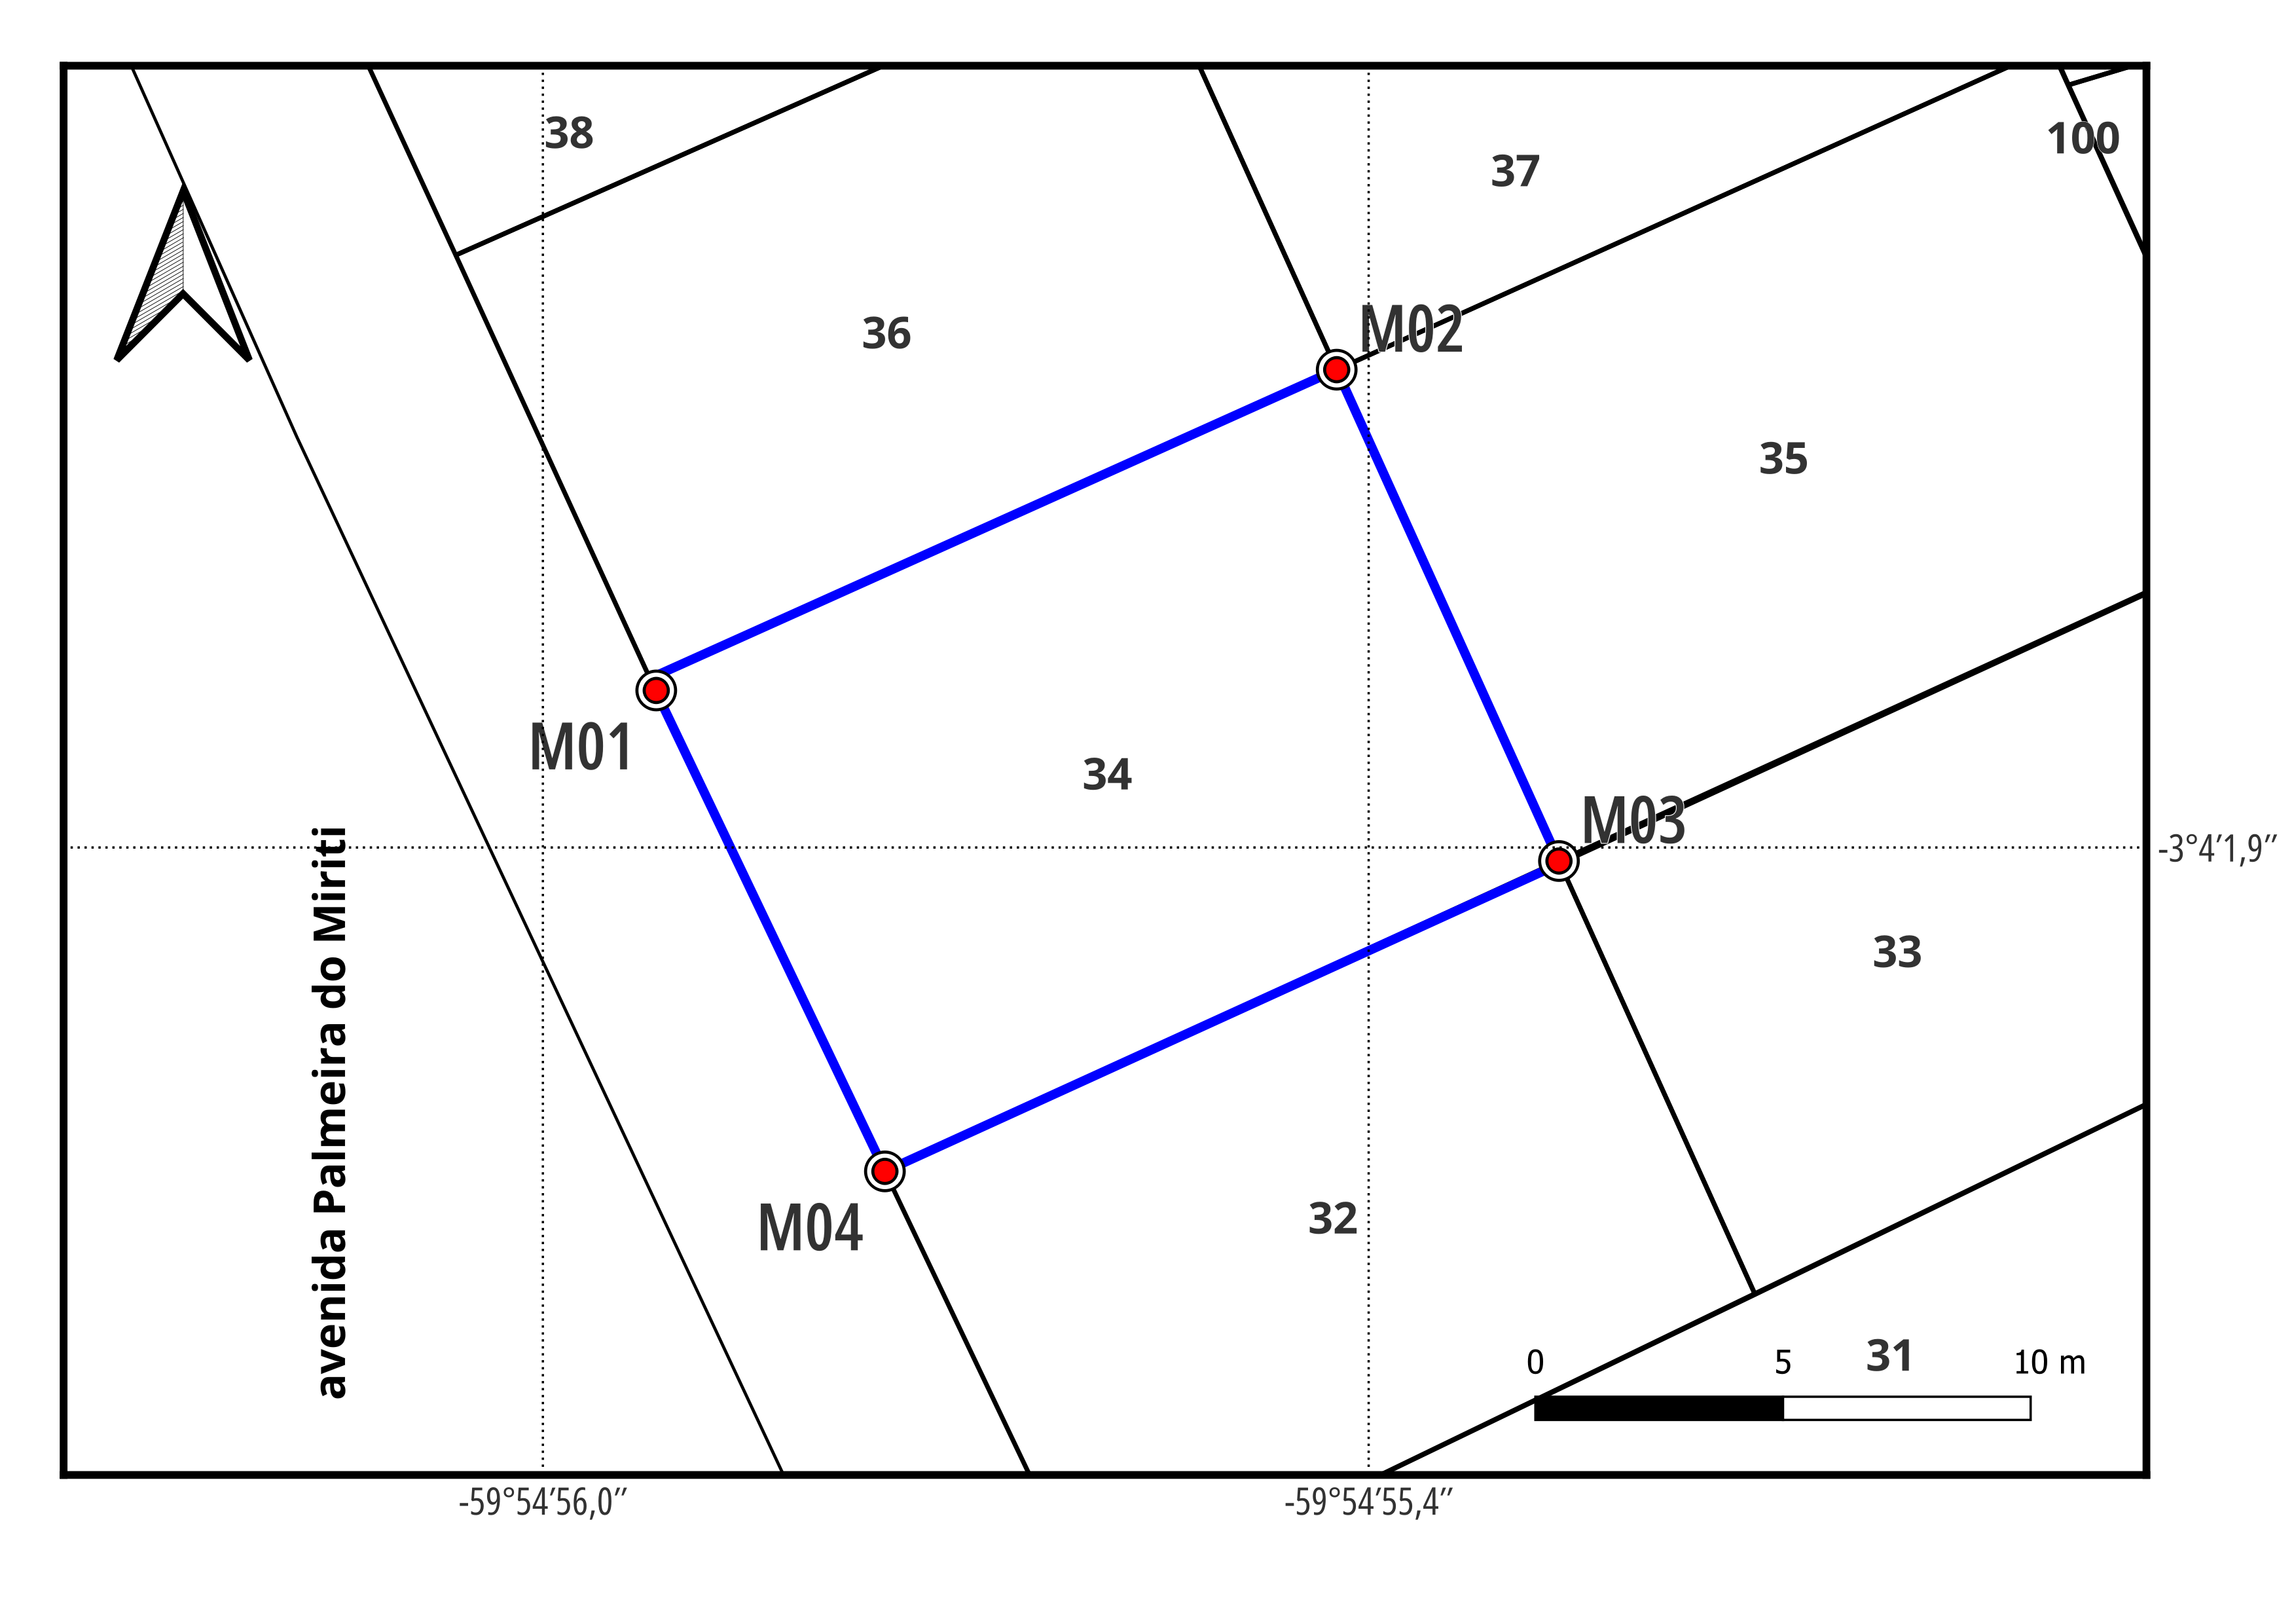 38
37
100
36
M02
35
M01
34
M03
-3°4′1,9″
avenida Palmeira do Miriti
33
M04
32
31
0 5 10 m
-59°54′56,0″
-59°54′55,4″